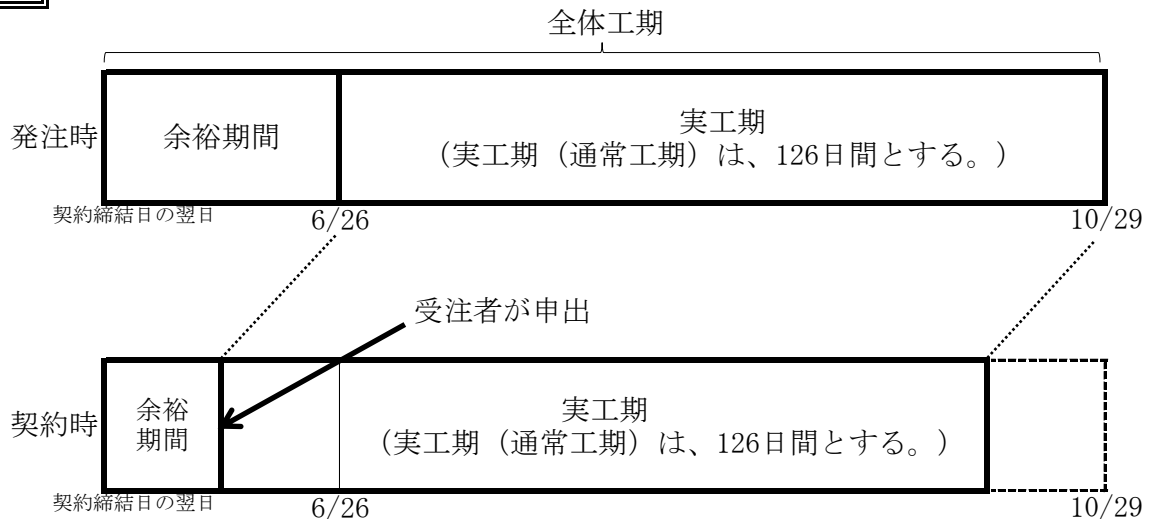 全体工期
発注時
余裕期間
実工期
（実工期（通常工期）は、126日間とする。）
契約締結日の翌日
6/26
10/29
受注者が申出
契約時
余裕
期間
実工期
（実工期（通常工期）は、126日間とする。）
契約締結日の翌日
6/26
10/29